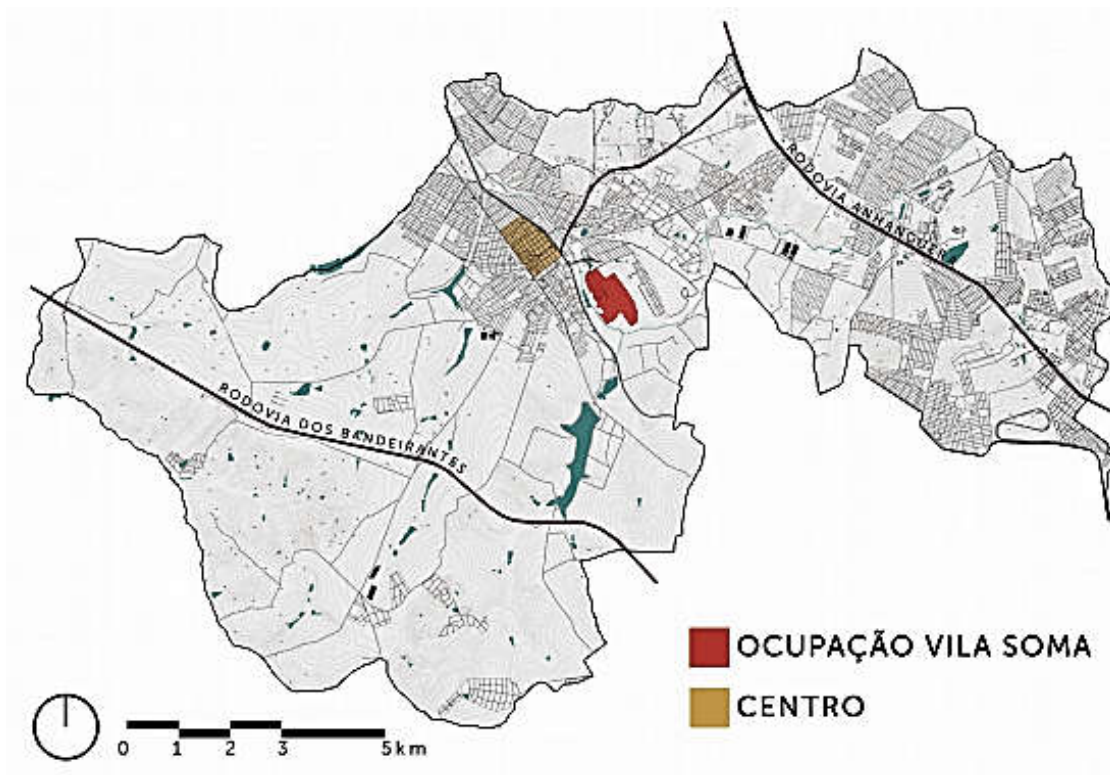 RODOVIA ANHANGUERA
RODOVIA DOS BANDEIRANTES
OCUPAÇÃO VILA SOMA
CENTRO
0 1 2 3 5 km